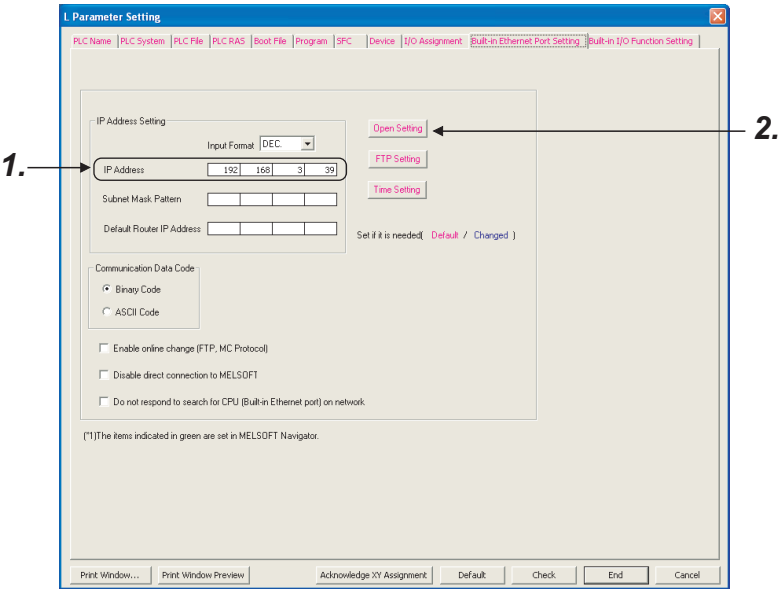 L Parameter Setting
PLC Name PLC System PLC File PLC RAS Boot File Program SFC Device I/O Assignment Built-in Ethernet Port Setting Built-in I/O Function Setting
IP Address Setting
Input Format DEC.
IP Address 192 168 3 39
Subnet Mask Pattern
Default Router IP Address
Open Setting
FTP Setting
Time Setting
Set if it is needed( Default / Changed )
1.
2.
Communication Data Code
Binary Code
ASCII Code
Enable online change (FTP, MC Protocol)
Disable direct connection to MELSOFT
Do not respond to search for CPU (Built-in Ethernet port) on network
(*1)The items indicated in green are set in MELSOFT Navigator.
Print Window... Print Window Preview Acknowledge XY Assignment Default Check End Cancel